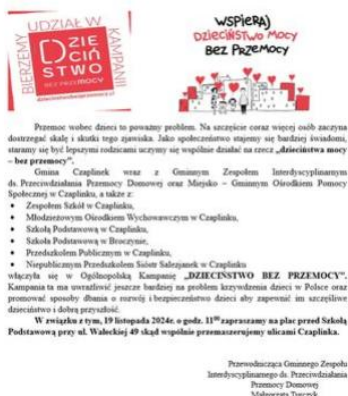 BIERZEMY UDZIAŁ W KAMPANII
DZIECIŃSTWO
BEZ PRZEMOCY
WSPIERAJ
DZIECIŃSTWO MOCY
BEZ PRZEMOCY
Przemoc wobec dzieci to poważny problem. Na szczęście coraz więcej osób zaczyna
dostrzegać skalę i skutki tego zjawiska. Jako społeczeństwo stajemy się bardziej świadomi,
staramy się być lepszymi rodzicami uczymy się wspólnie działać na rzecz „dzieciństwa mocy
– bez przemocy”.
Gmina Czaplinek wraz z Gminnym Zespołem Interdyscyplinarnym
ds. Przeciwdziałania Przemocy Domowej oraz Miejsko – Gminnym Ośrodkiem Pomocy
Społecznej w Czaplinku, a także z:
• Zespołem Szkół w Czaplinku,
• Młodzieżowym Ośrodkiem Wychowawczym w Czaplinku,
• Szkołą Podstawową w Czaplinku,
• Szkołą Podstawową w Broczynie,
• Przedszkolem Publicznym w Czaplinku,
• Niepublicznym Przedszkolem Sióstr Salezjanek w Czaplinku
włączyła się w Ogólnopolską Kampanię „DZIECIŃSTWO BEZ PRZEMOCY”.
Kampania ta ma uwrażliwić jeszcze bardziej na problem krzywdzenia dzieci w Polsce oraz
promować sposoby dbania o rozwój i bezpieczeństwo dzieci aby zapewnić im szczęśliwe
dzieciństwo i dobrą przyszłość.
W związku z tym, 19 listopada 2024r. o godz. 11⁰⁰ zapraszamy na plac przed Szkołę
Podstawową przy ul. Wałeckiej 49 skąd wspólnie przemaszerujemy ulicami Czaplinka.
Przewodnicząca Gminnego Zespołu
Interdyscyplinarnego ds. Przeciwdziałania
Przemocy Domowej
Małgorzata Turczyk